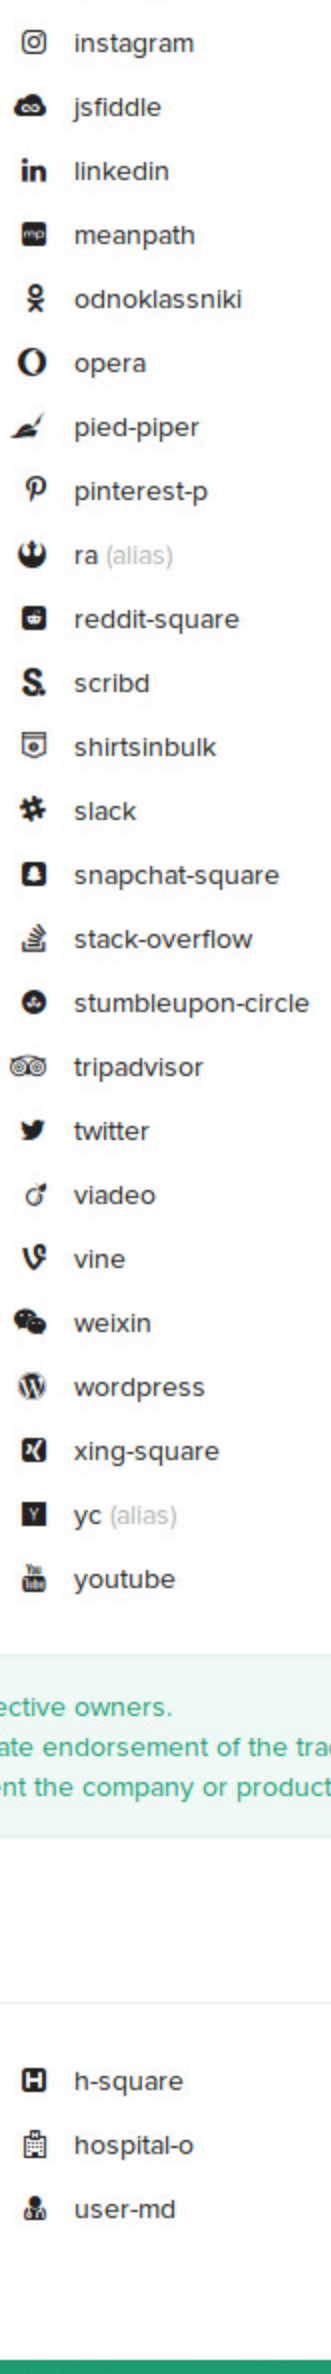 instagram
jsfiddle
linkedin
meanpath
odnoklassniki
opera
pied-piper
pinterest-p
ra (alias)
reddit-square
scribd
shirtsinbulk
slack
snapchat-square
stack-overflow
stumbleupon-circle
tripadvisor
twitter
viadeo
vine
weixin
wordpress
xing-square
yc (alias)
youtube
ective owners.
ate endorsement of the tra
ent the company or product
h-square
hospital-o
user-md